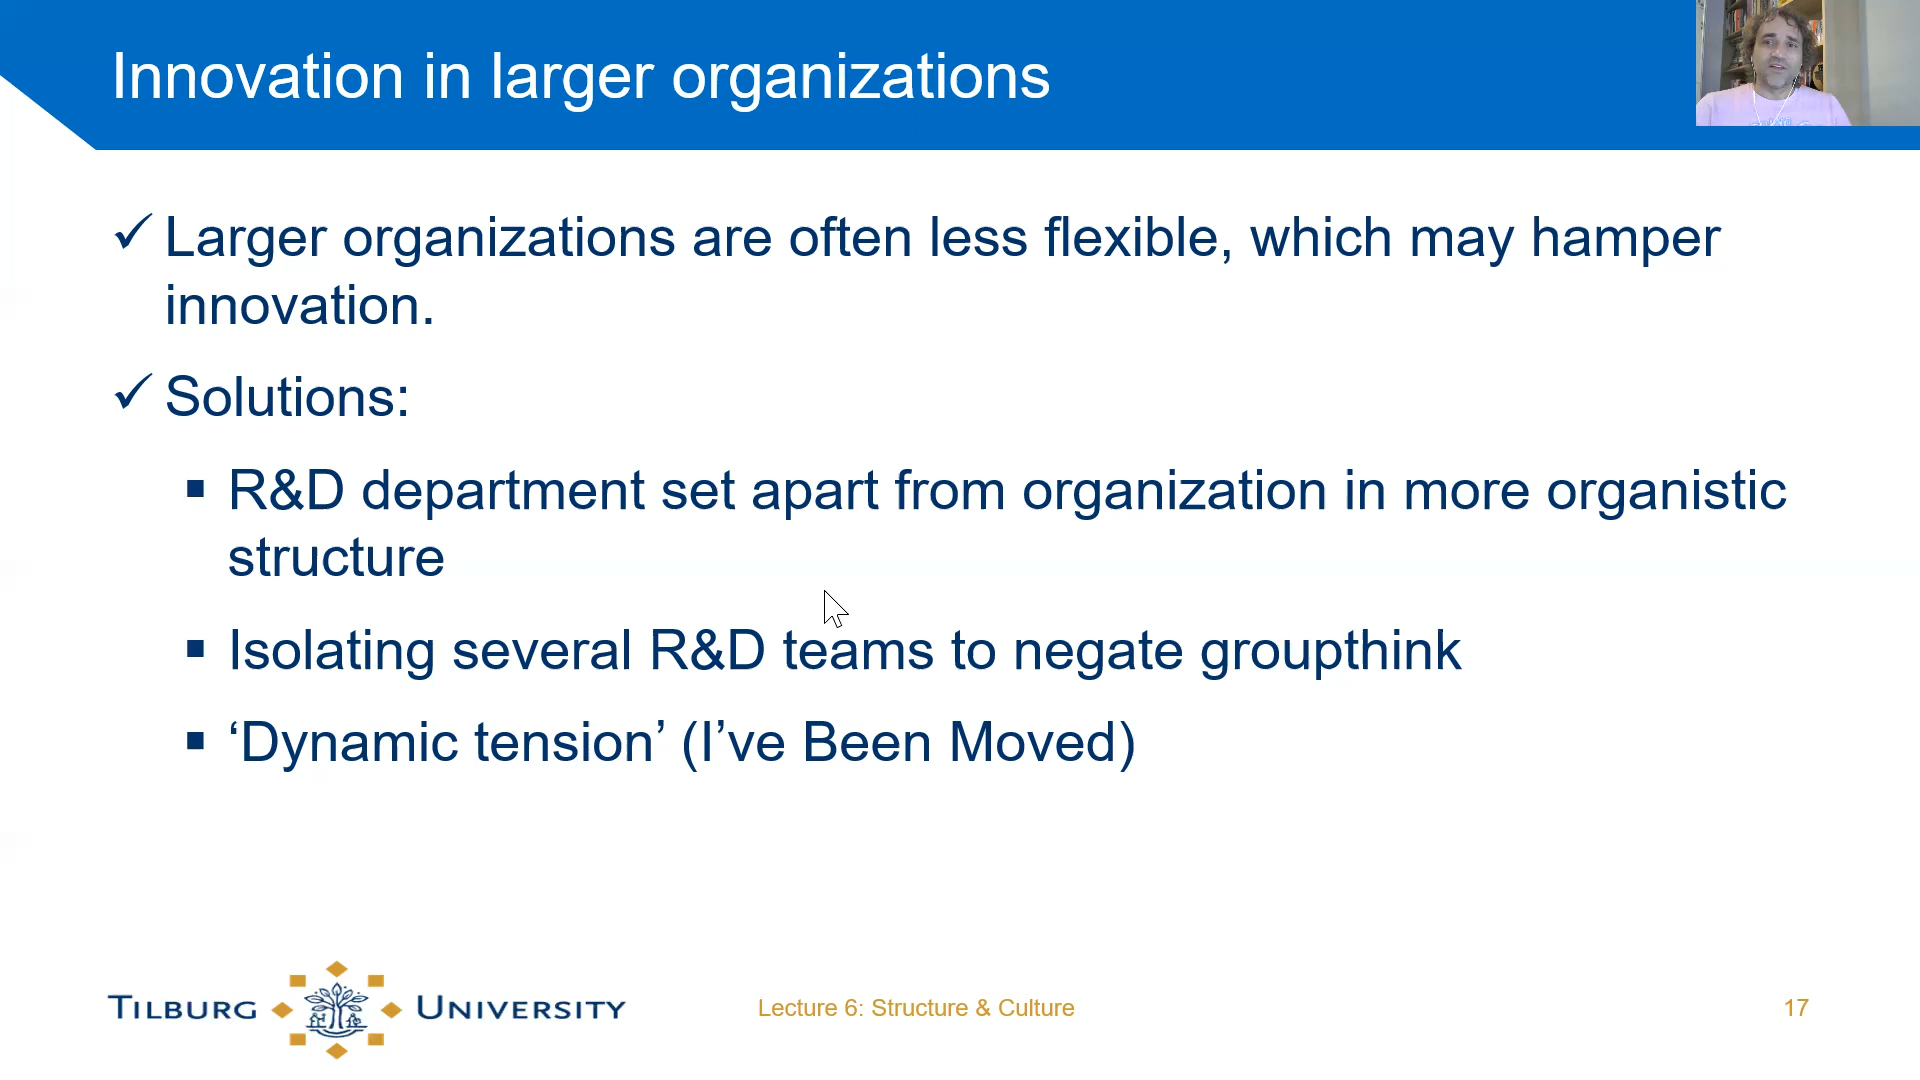 Innovation in larger organizations
✓ Larger organizations are often less flexible, which may hamper
innovation.
✓ Solutions:
▪ R&D department set apart from organization in more organistic
structure
▪ Isolating several R&D teams to negate groupthink
▪ ‘Dynamic tension’ (I’ve Been Moved)
TILBURG UNIVERSITY
Lecture 6: Structure & Culture
17